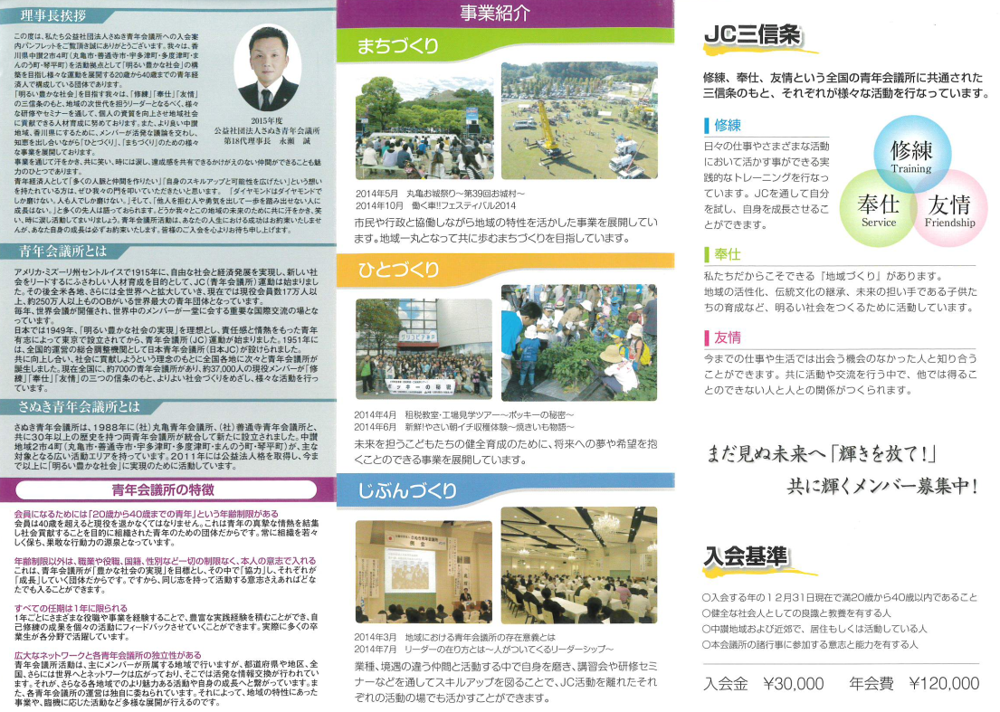 理事長挨拶
この度は、私たち公益社団法人さぬき青年会議所への入会案
内パンフレットをご覧頂き誠にありがとうございます。我々は、香
川県中讃2市4町（丸亀市・善通寺市・宇多津町・多度津町・ま
んのう町・琴平町）を活動拠点として「明るい豊かな社会」の構
築を目指し様々な運動を展開する20歳から40歳までの青年経
済人で構成している団体であります。
「明るい豊かな社会」を目指す我々は、「修練」「奉仕」「友情」
の三信条のもと、地域の次世代を担うリーダーとなるべく、様々
な研修やセミナーを通して、個人の資質を向上させ地域社会
に貢献できる人材育成に努めております。また、より良い中讃
地域、香川県にするために、メンバーが活発な議論を交わし、
知恵を出し合いながら「ひとづくり」、「まちづくり」のための様々
な事業を展開しております。
事業を通じて汗をかき、共に笑い、時には涙し、達成感を共有できるかけがえのない仲間ができることも魅
力のひとつであります。
青年経済人として「多くの人脈と仲間を作りたい」「自身のスキルアップと可能性を広げたい」という想い
を持たれている方は、ぜひ我々の門を叩いていただきたいと思います。「ダイヤモンドはダイヤモンドで
しか磨けない。人も人でしか磨けない。」そして、「他人を拒む人や勇気を出して一歩を踏み出せない人に
成長はない。」と多くの先人は語っておられます。どうか我々とこの地域の未来のために共に汗をかき、笑
い、時に涙し活動してまいりましょう。青年会議所活動は、あなたの人生における成功はお約束いたしませ
んが、あなた自身の成長は必ずお約束いたします。皆様のご入会を心よりお待ち申し上げます。
2015年度
公益社団法人さぬき青年会議所
第18代理事長 永瀬 誠
青年会議所とは
アメリカ・ミズーリ州セントルイスで1915年に、自由な社会と経済発展を実現し、新しい社
会をリードするにふさわしい人材育成を目的として、JC（青年会議所）運動は始まりまし
た。その後全米各地、さらには全世界へと拡大していき、現在では現役会員数17万人以
上、約250万人以上ものOBがいる世界最大の青年団体となっています。
毎年、世界会議が開催され、世界中のメンバーが一堂に会する重要な国際交流の場とな
っています。
日本では1949年、「明るい豊かな社会の実現」を理想とし、責任感と情熱をもった青年
有志によって東京で設立されてから、青年会議所（JC）運動が始まりました。1951年に
は、全国的運営の総合調整機関として日本青年会議所（日本JC）が設けられました。
共に向上し合い、社会に貢献しようという理念のもとに全国各地に次々と青年会議所が
誕生しました。現在全国に、約700の青年会議所があり、約37,000人の現役メンバーが「修
練」「奉仕」「友情」の三つの信条のもと、よりよい社会づくりをめざし、様々な活動を行っ
ています。
さぬき青年会議所とは
さぬき青年会議所は、1988年に（社）丸亀青年会議所、（社）善通寺青年会議所と、
共に30年以上の歴史を持つ両青年会議所が統合して新たに設立されました。中讃
地域2市4町（丸亀市・善通寺市・宇多津町・多度津町・まんのう町・琴平町）が、主な
対象となる広い活動エリアを持っています。2011年には公益法人格を取得し、今ま
で以上に「明るい豊かな社会」に実現のために活動しています。
青年会議所の特徴
会員になるためには「20歳から40歳までの青年」という年齢制限がある
会員は40歳を超えると現役を退かなくてはなりません。これは青年の真摯な情熱を結集
し社会貢献することを目的に組織された青年のための団体だからです。常に組織を若々
しく保ち、果敢な行動力の源泉となっています。
年齢制限以外は、職業や役職、国籍、性別など一切の制限なく、本人の意志で入れる
これは、青年会議所が「豊かな社会の実現」を目標とし、その中で「協力」し、それぞれが
「成長」していく団体だからです。ですから、同じ志を持って活動する意志さえあればどな
たでも入ることができます。
すべての任期は1年に限られる
1年ごとにさまざまな役職や事業を経験することで、豊富な実践経験を積むことができ、自
己修練の成果を個々の活動にフィードバックさせていくことができます。実際に多くの卒
業生が各分野で活躍しています。
広大なネットワークと各青年会議所の独立性がある
青年会議所活動は、主にメンバーが所属する地域で行いますが、都道府県や地区、全
国、さらには世界へとネットワークは広がっており、そこでは活発な情報交換が行われてい
ます。それが、さらなる各地域でのより魅力ある活動や自身の成長へと繋がっています。ま
た、各青年会議所の運営は独自に委ねられています。それによって、地域の特性にあった
事業や、臨機に応じた活動など多様な展開が行えるのです。
事業紹介
まちづくり
2014年5月 丸亀お城祭り〜第39回お城村〜
2014年10月 働く車!!フェスティバル2014
市民や行政と協働しながら地域の特性を活かした事業を展開してい
ます。地域一丸となって共に歩むまちづくりを目指しています。
ひとづくり
2014年4月 租税教室・工場見学ツアー〜ポッキーの秘密〜
2014年6月 新鮮!やさい朝イチ収穫体験〜焼きいも物語〜
未来を担うこどもたちの健全育成のために、将来への夢や希望を抱
くことのできる事業を展開しています。
じぶんづくり
2014年3月 地域における青年会議所の存在意義とは
2014年7月 リーダーの在り方とは〜人がついてくるリーダーシップ〜
業種、境遇の違う仲間と活動する中で自身を磨き、講習会や研修セミ
ナーなどを通してスキルアップを図ることで、JC活動を離れたそれ
ぞれの活動の場でも活かすことができます。
JC三信条
修練、奉仕、友情という全国の青年会議所に共通された
三信条のもと、それぞれが様々な活動を行なっています。
修練
日々の仕事やさまざまな活動
において活かす事ができる実
践的なトレーニングを行なっ
ています。JCを通して自分
を試し、自身を成長させるこ
とができます。
修練
Training
奉仕
Service
友情
Friendship
奉仕
私たちだからこそできる『地域づくり』があります。
地域の活性化、伝統文化の継承、未来の担い手である子供た
ちの育成など、明るい社会をつくるために活動しています。
友情
今までの仕事や生活では出会う機会のなかった人と知り合う
ことができます。共に活動や交流を行う中で、他では得るこ
とのできない人と人との関係がつくられます。
まだ見ぬ未来へ「輝きを放て!」
共に輝くメンバー募集中!
入会基準
○入会する年の12月31日現在で満20歳から40歳以内であること
○健全な社会人としての良識と教養を有する人
○中讃地域および近郊で、居住もしくは活動している人
○本会議所の諸行事に参加する意志と能力を有する人
入会金 ¥30,000 年会費 ¥120,000